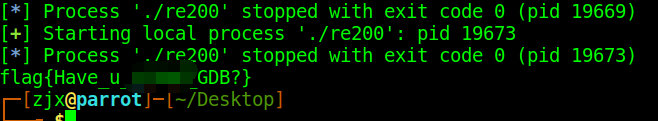 [*] Process './re200' stopped with exit code 0 (pid 19669)
[+] Starting local process './re200': pid 19673
[*] Process './re200' stopped with exit code 0 (pid 19673)
flag{Have_u_ _GDB?}
[zjx@parrot]-[~/Desktop]
$